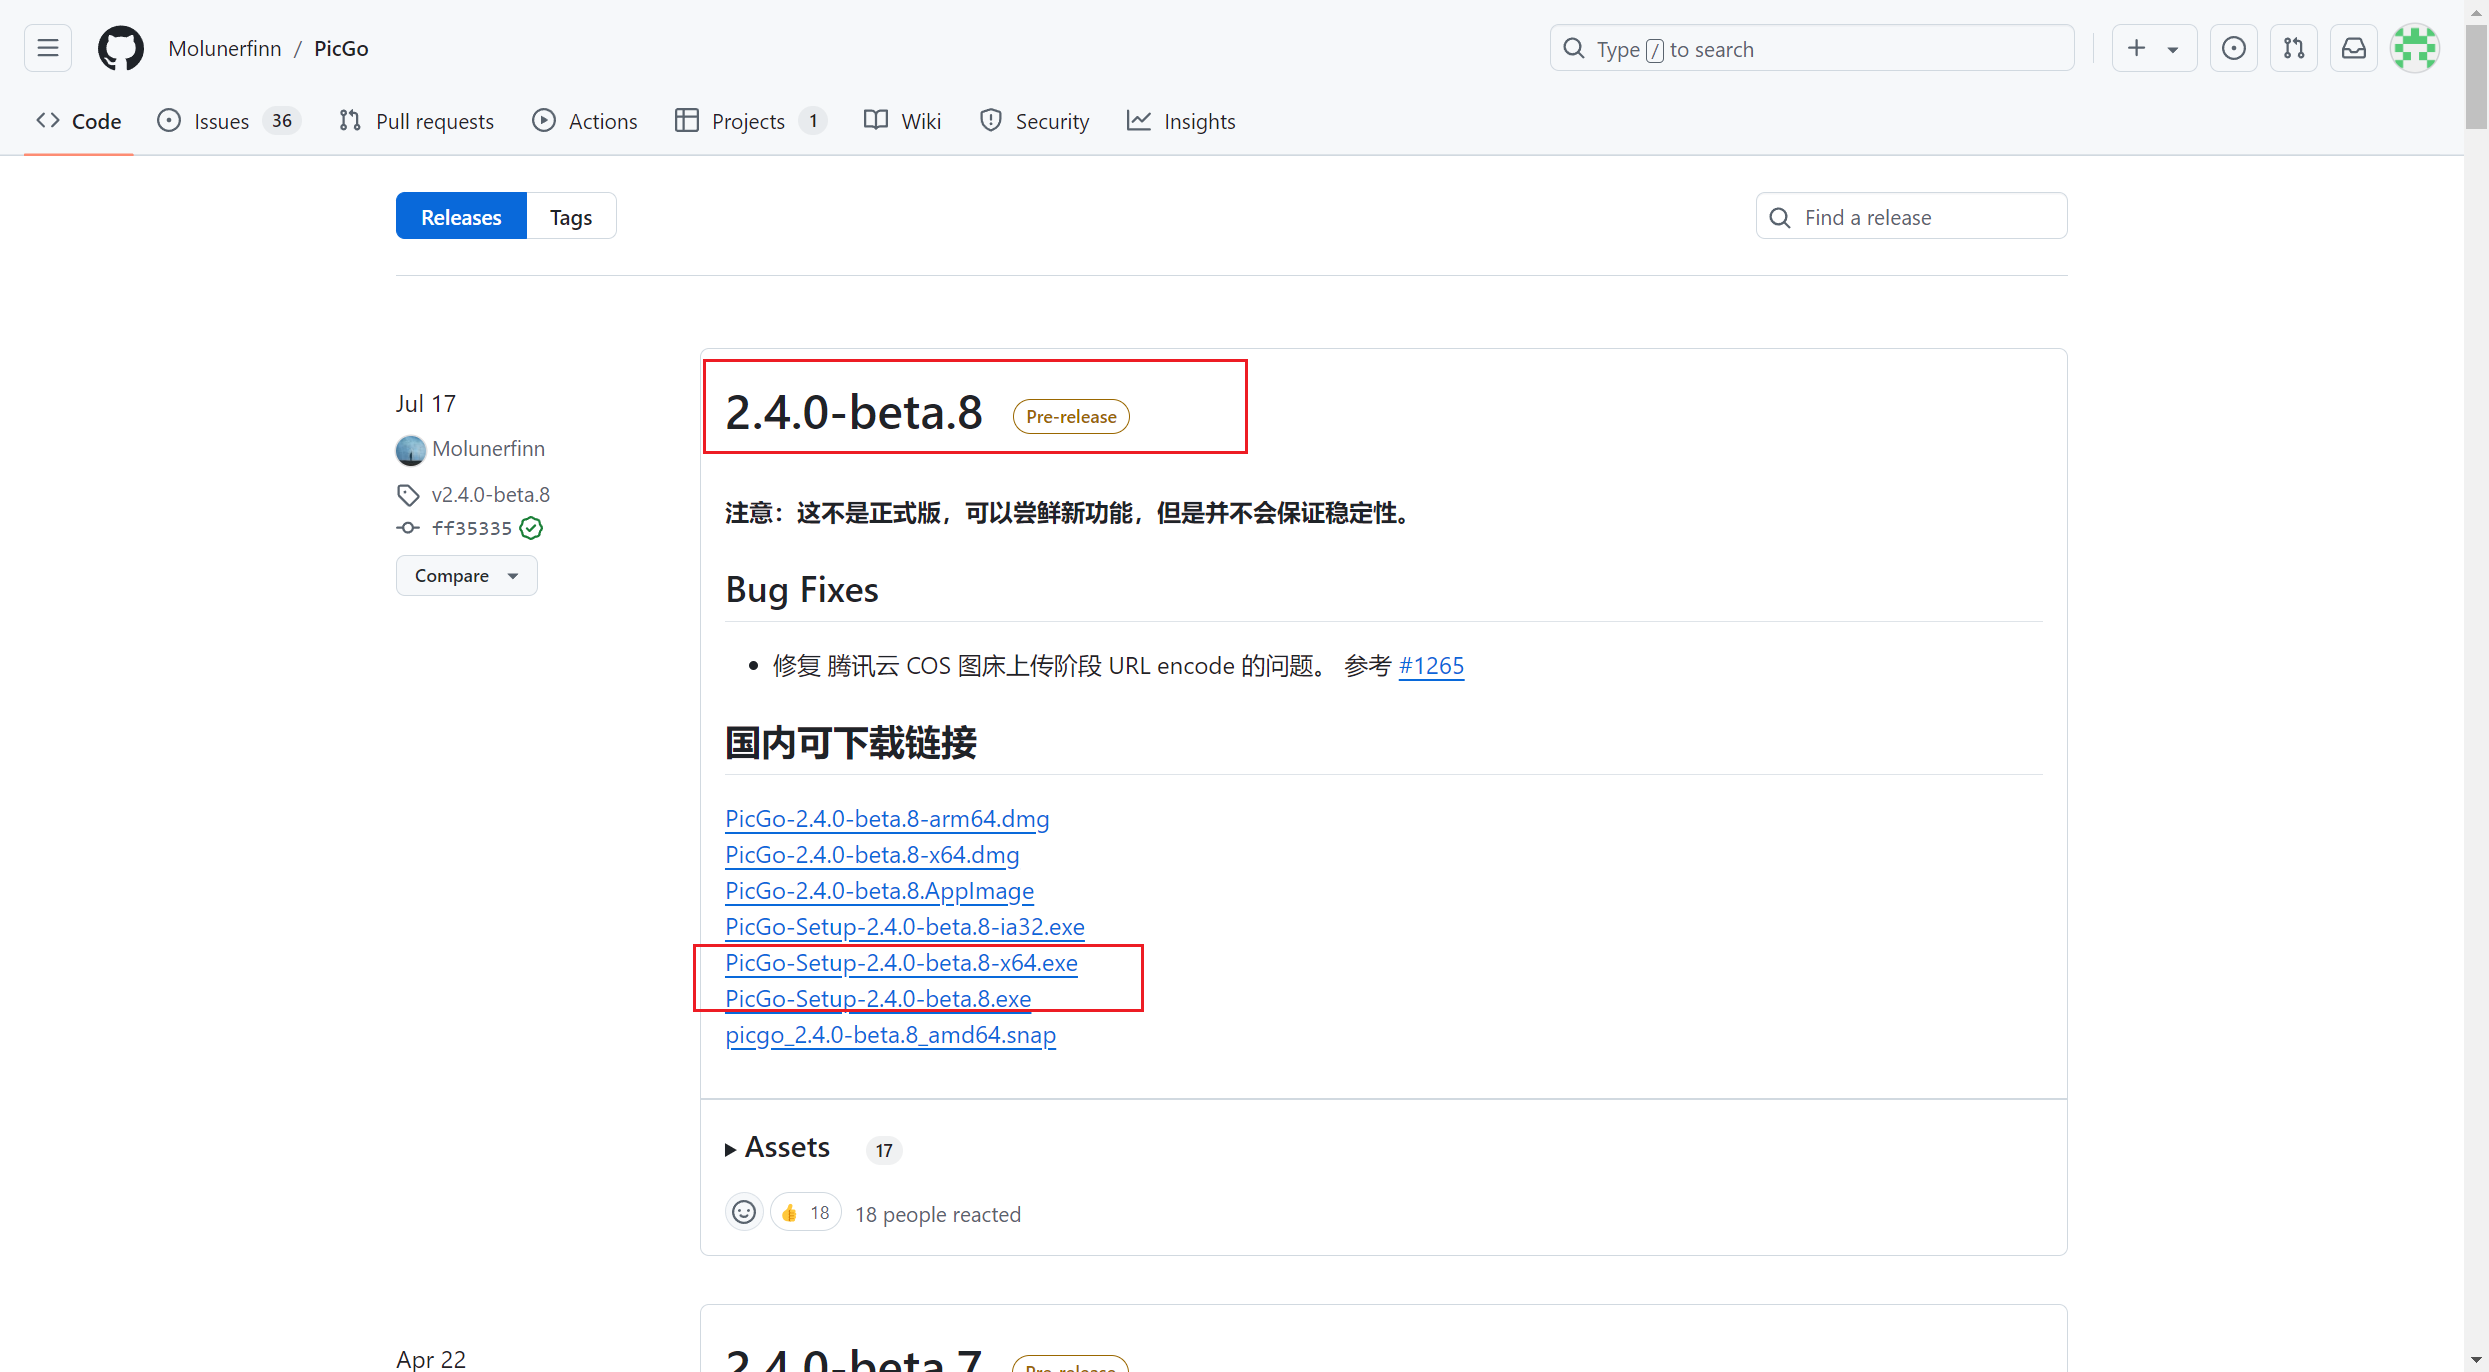 Molunerfinn / PicGo
Type / to search
Code
Issues 36
Pull requests
Actions
Projects 1
Wiki
Security
Insights
Releases
Tags
Find a release
Jul 17
Molunerfinn
v2.4.0-beta.8
ff35335
Compare
2.4.0-beta.8 Pre-release
注意：这不是正式版，可以尝鲜新功能，但是并不会保证稳定性。
Bug Fixes
• 修复 腾讯云 COS 图床上传阶段 URL encode 的问题。 参考 #1265
国内可下载链接
PicGo-2.4.0-beta.8-arm64.dmg
PicGo-2.4.0-beta.8-x64.dmg
PicGo-2.4.0-beta.8.AppImage
PicGo-Setup-2.4.0-beta.8-ia32.exe
PicGo-Setup-2.4.0-beta.8-x64.exe
PicGo-Setup-2.4.0-beta.8.exe
picgo_2.4.0-beta.8_amd64.snap
Assets 17
👍 18 18 people reacted
Apr 22
2.4.0-beta.7 Pre-release